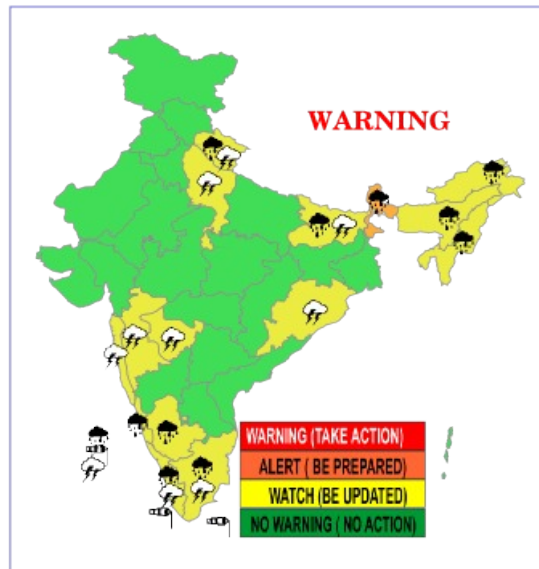 WARNING
WARNING (TAKE ACTION)
ALERT ( BE PREPARED)
WATCH (BE UPDATED)
NO WARNING ( NO ACTION)